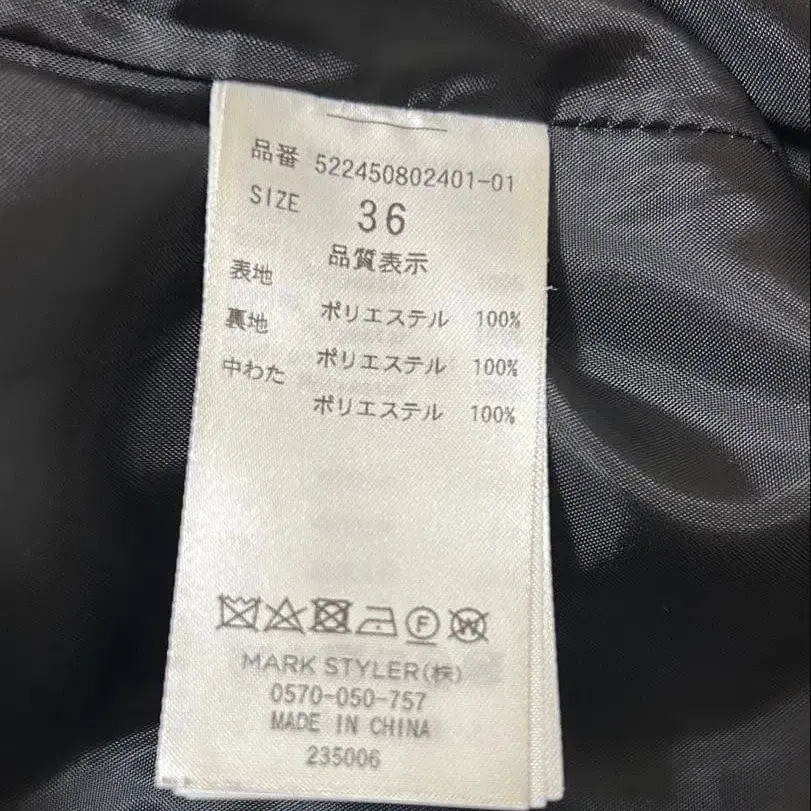 品番 522450802401-01
SIZE 36
品質表示
表地 ポリエステル 100%
裏地 ポリエステル 100%
中わた ポリエステル 100%
F W
MARK STYLER(株)
0570-050-757
MADE IN CHINA
235006